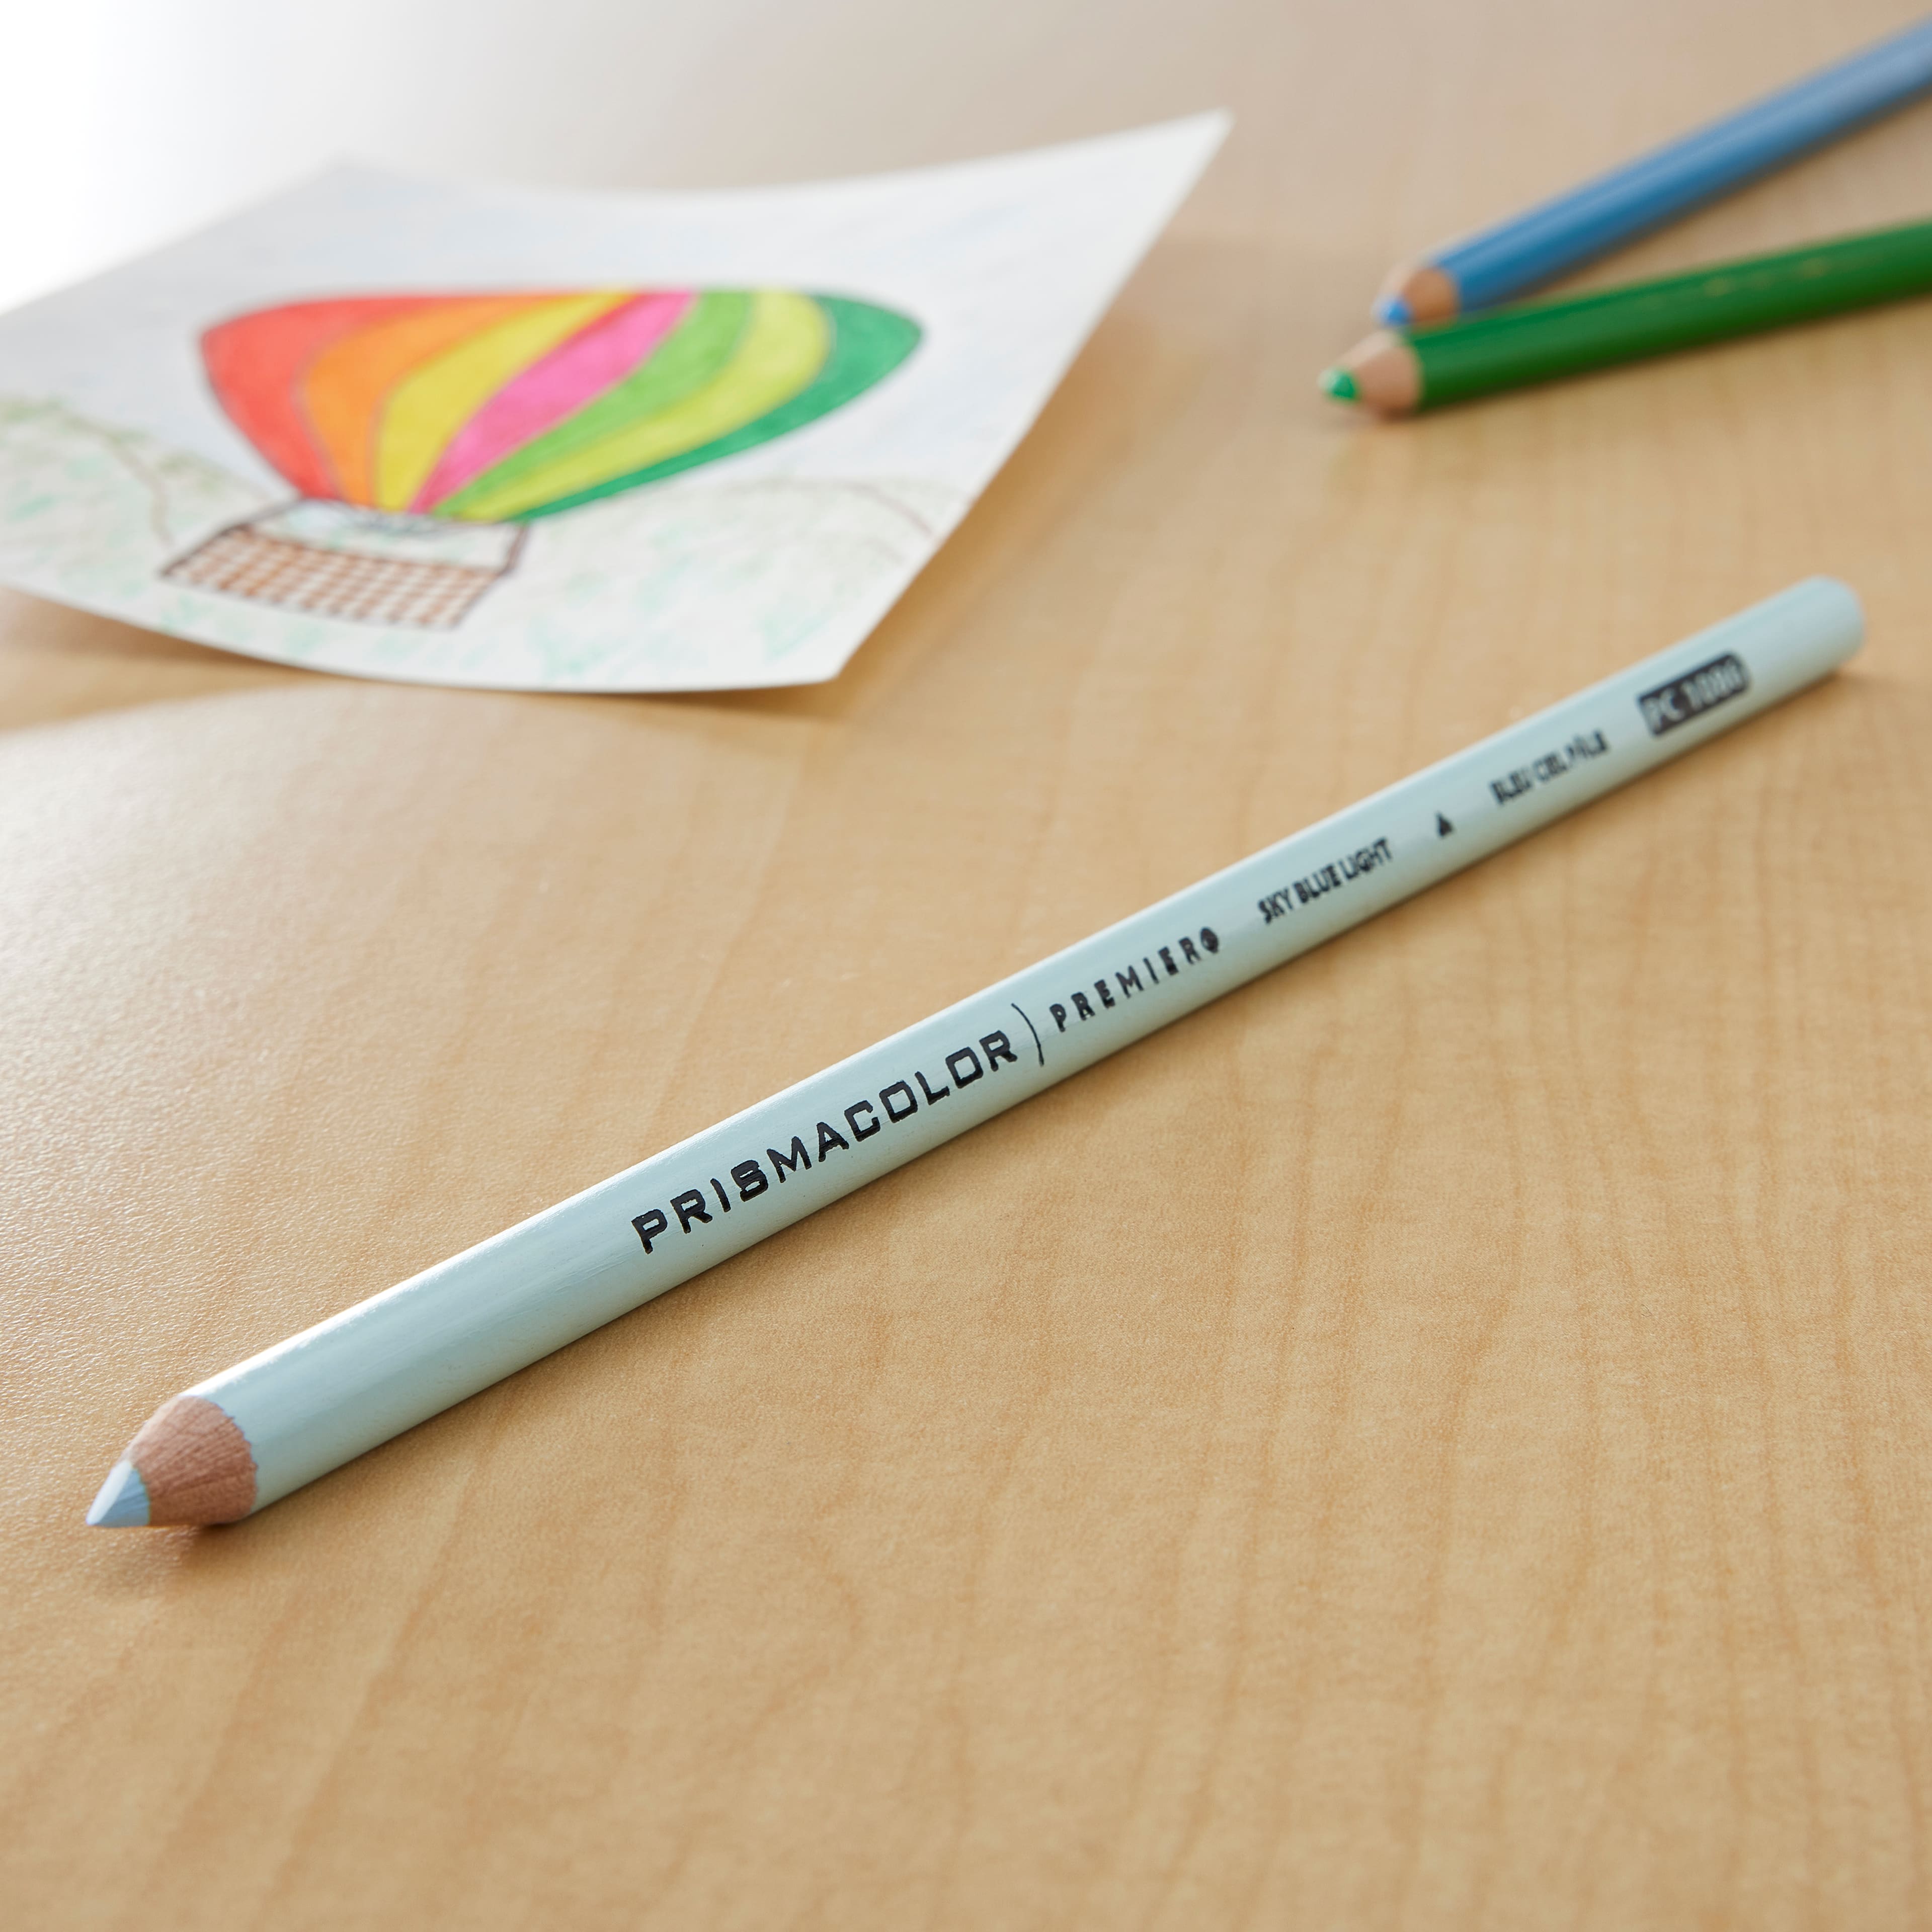 PRISMACOLOR) PREMIER SKY BLUE LIGHT ▲ BLEU CIEL PÂLE PC